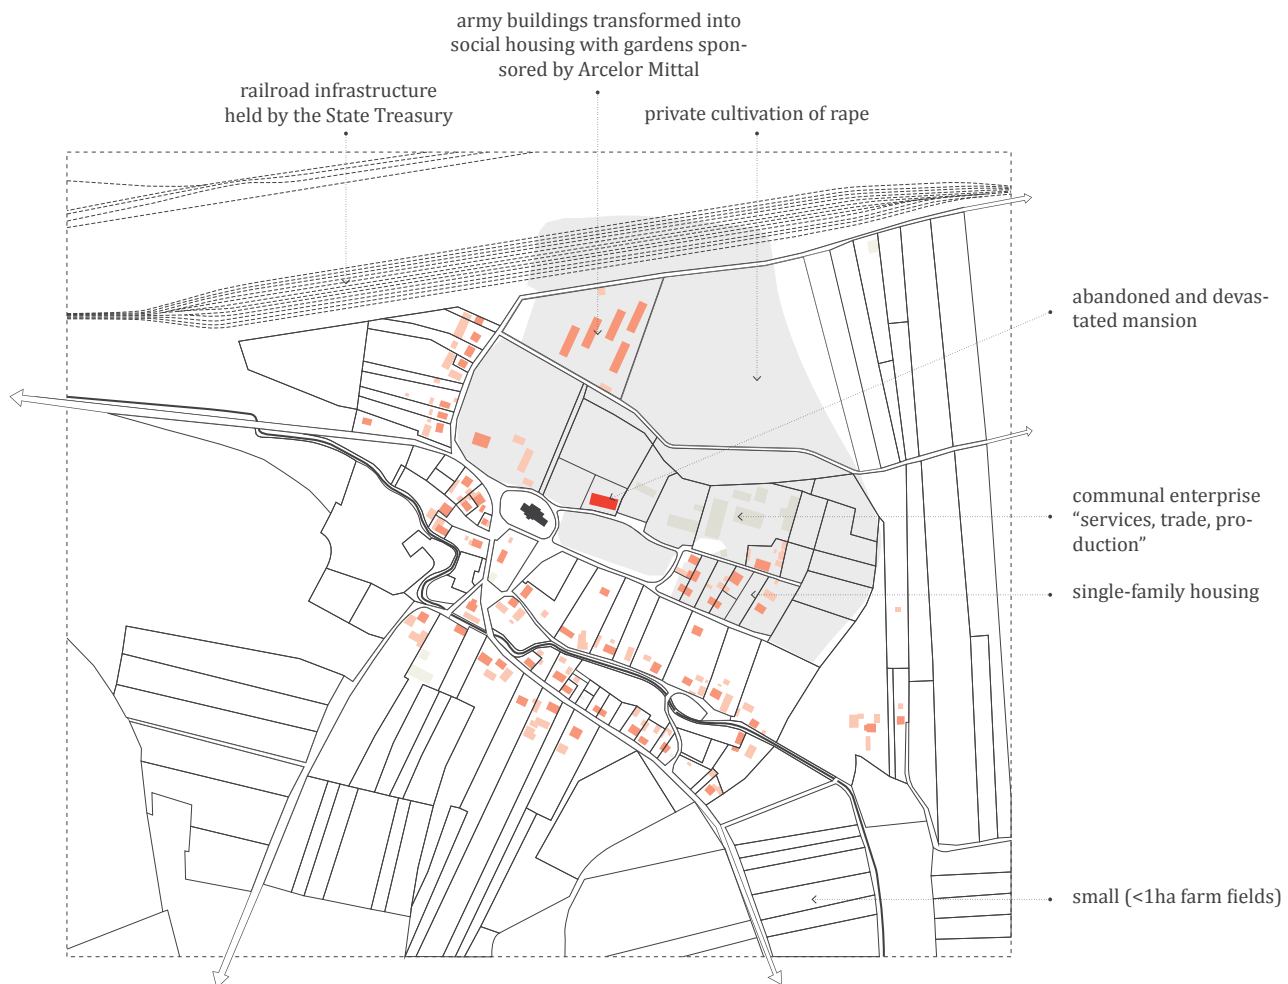 army buildings transformed into
social housing with gardens spon-
sored by Arcelor Mittal
railroad infrastructure
held by the State Treasury
private cultivation of rape
abandoned and devas-
tated mansion
communal enterprise
“services, trade, pro-
duction”
single-family housing
small (<1ha farm fields)